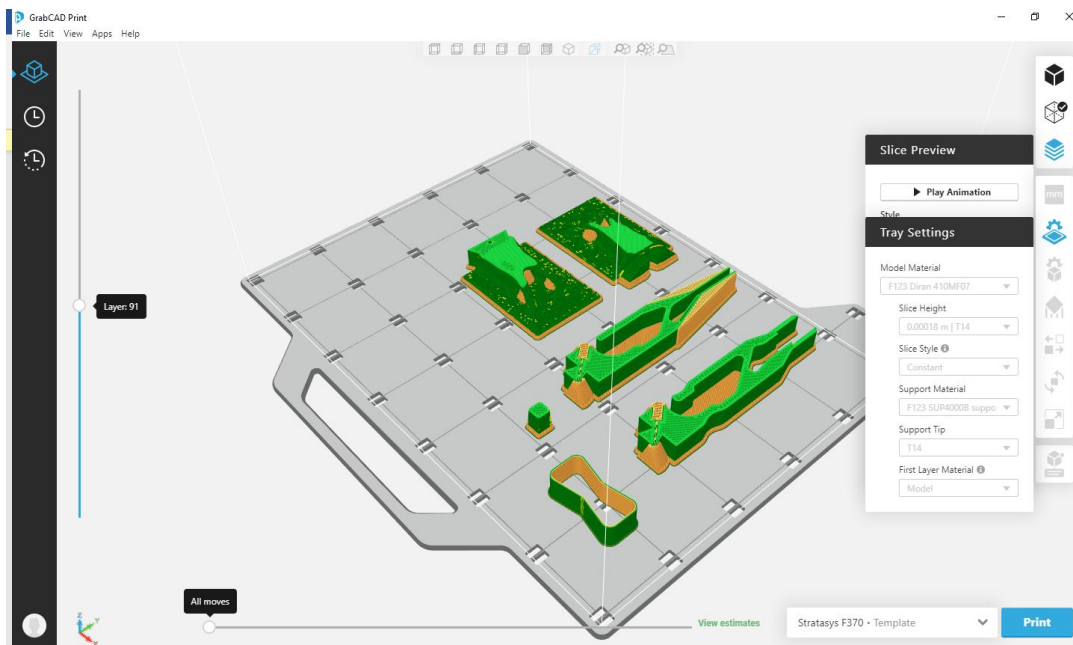 GrabCAD Print
File Edit View Apps Help
Slice Preview
Play Animation
Style
Tray Settings
Model Material
F123 Diran 410MF07
Slice Height
0.00018 m | T14
Slice Style
Constant
Support Material
F123 SUP4000B suppo
Support Tip
T14
First Layer Material
Model
mm
Layer: 91
All moves
View estimates
Stratasys F370 • Template
Print
Z
Y
X